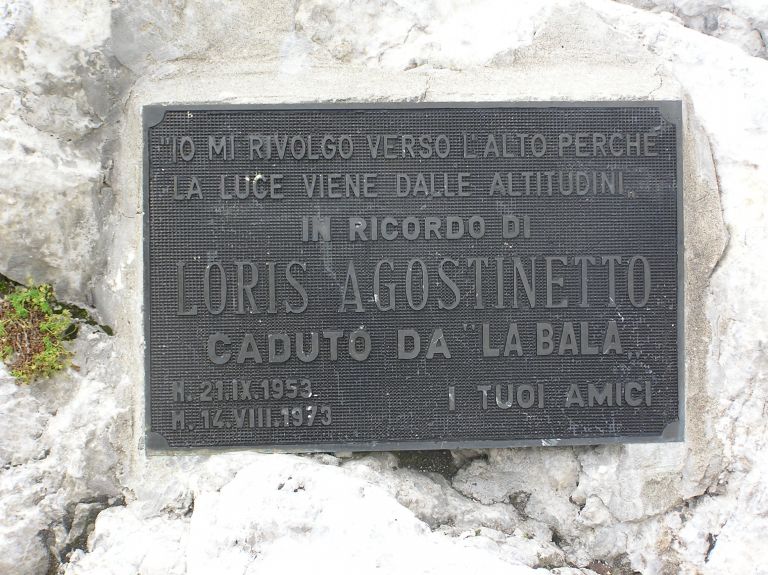 "IO MI RIVOLGO VERSO L'ALTO PERCHE
LA LUCE VIENE DALLE ALTITUDINI„
IN RICORDO DI
LORIS AGOSTINETTO
CADUTO DA "LA BALA„
N. 21.IX.1953
M. 14.VIII.1973
I TUOI AMICI